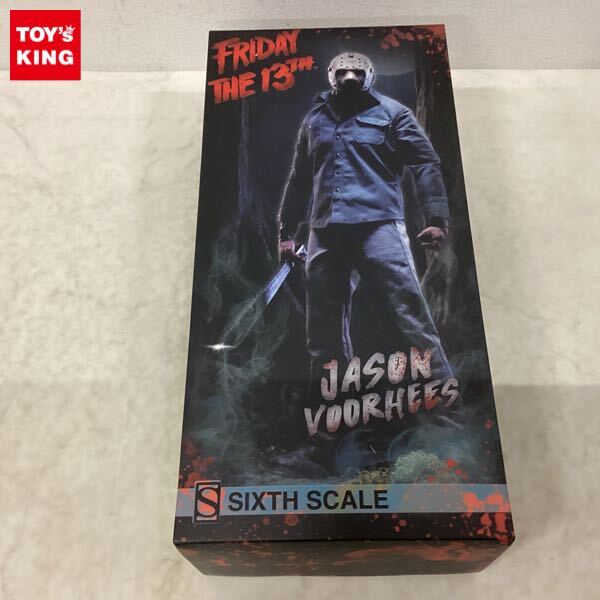 TOY'S
KING
FRIDAY
THE 13TH
JASON
VOORHEES
S SIXTH SCALE